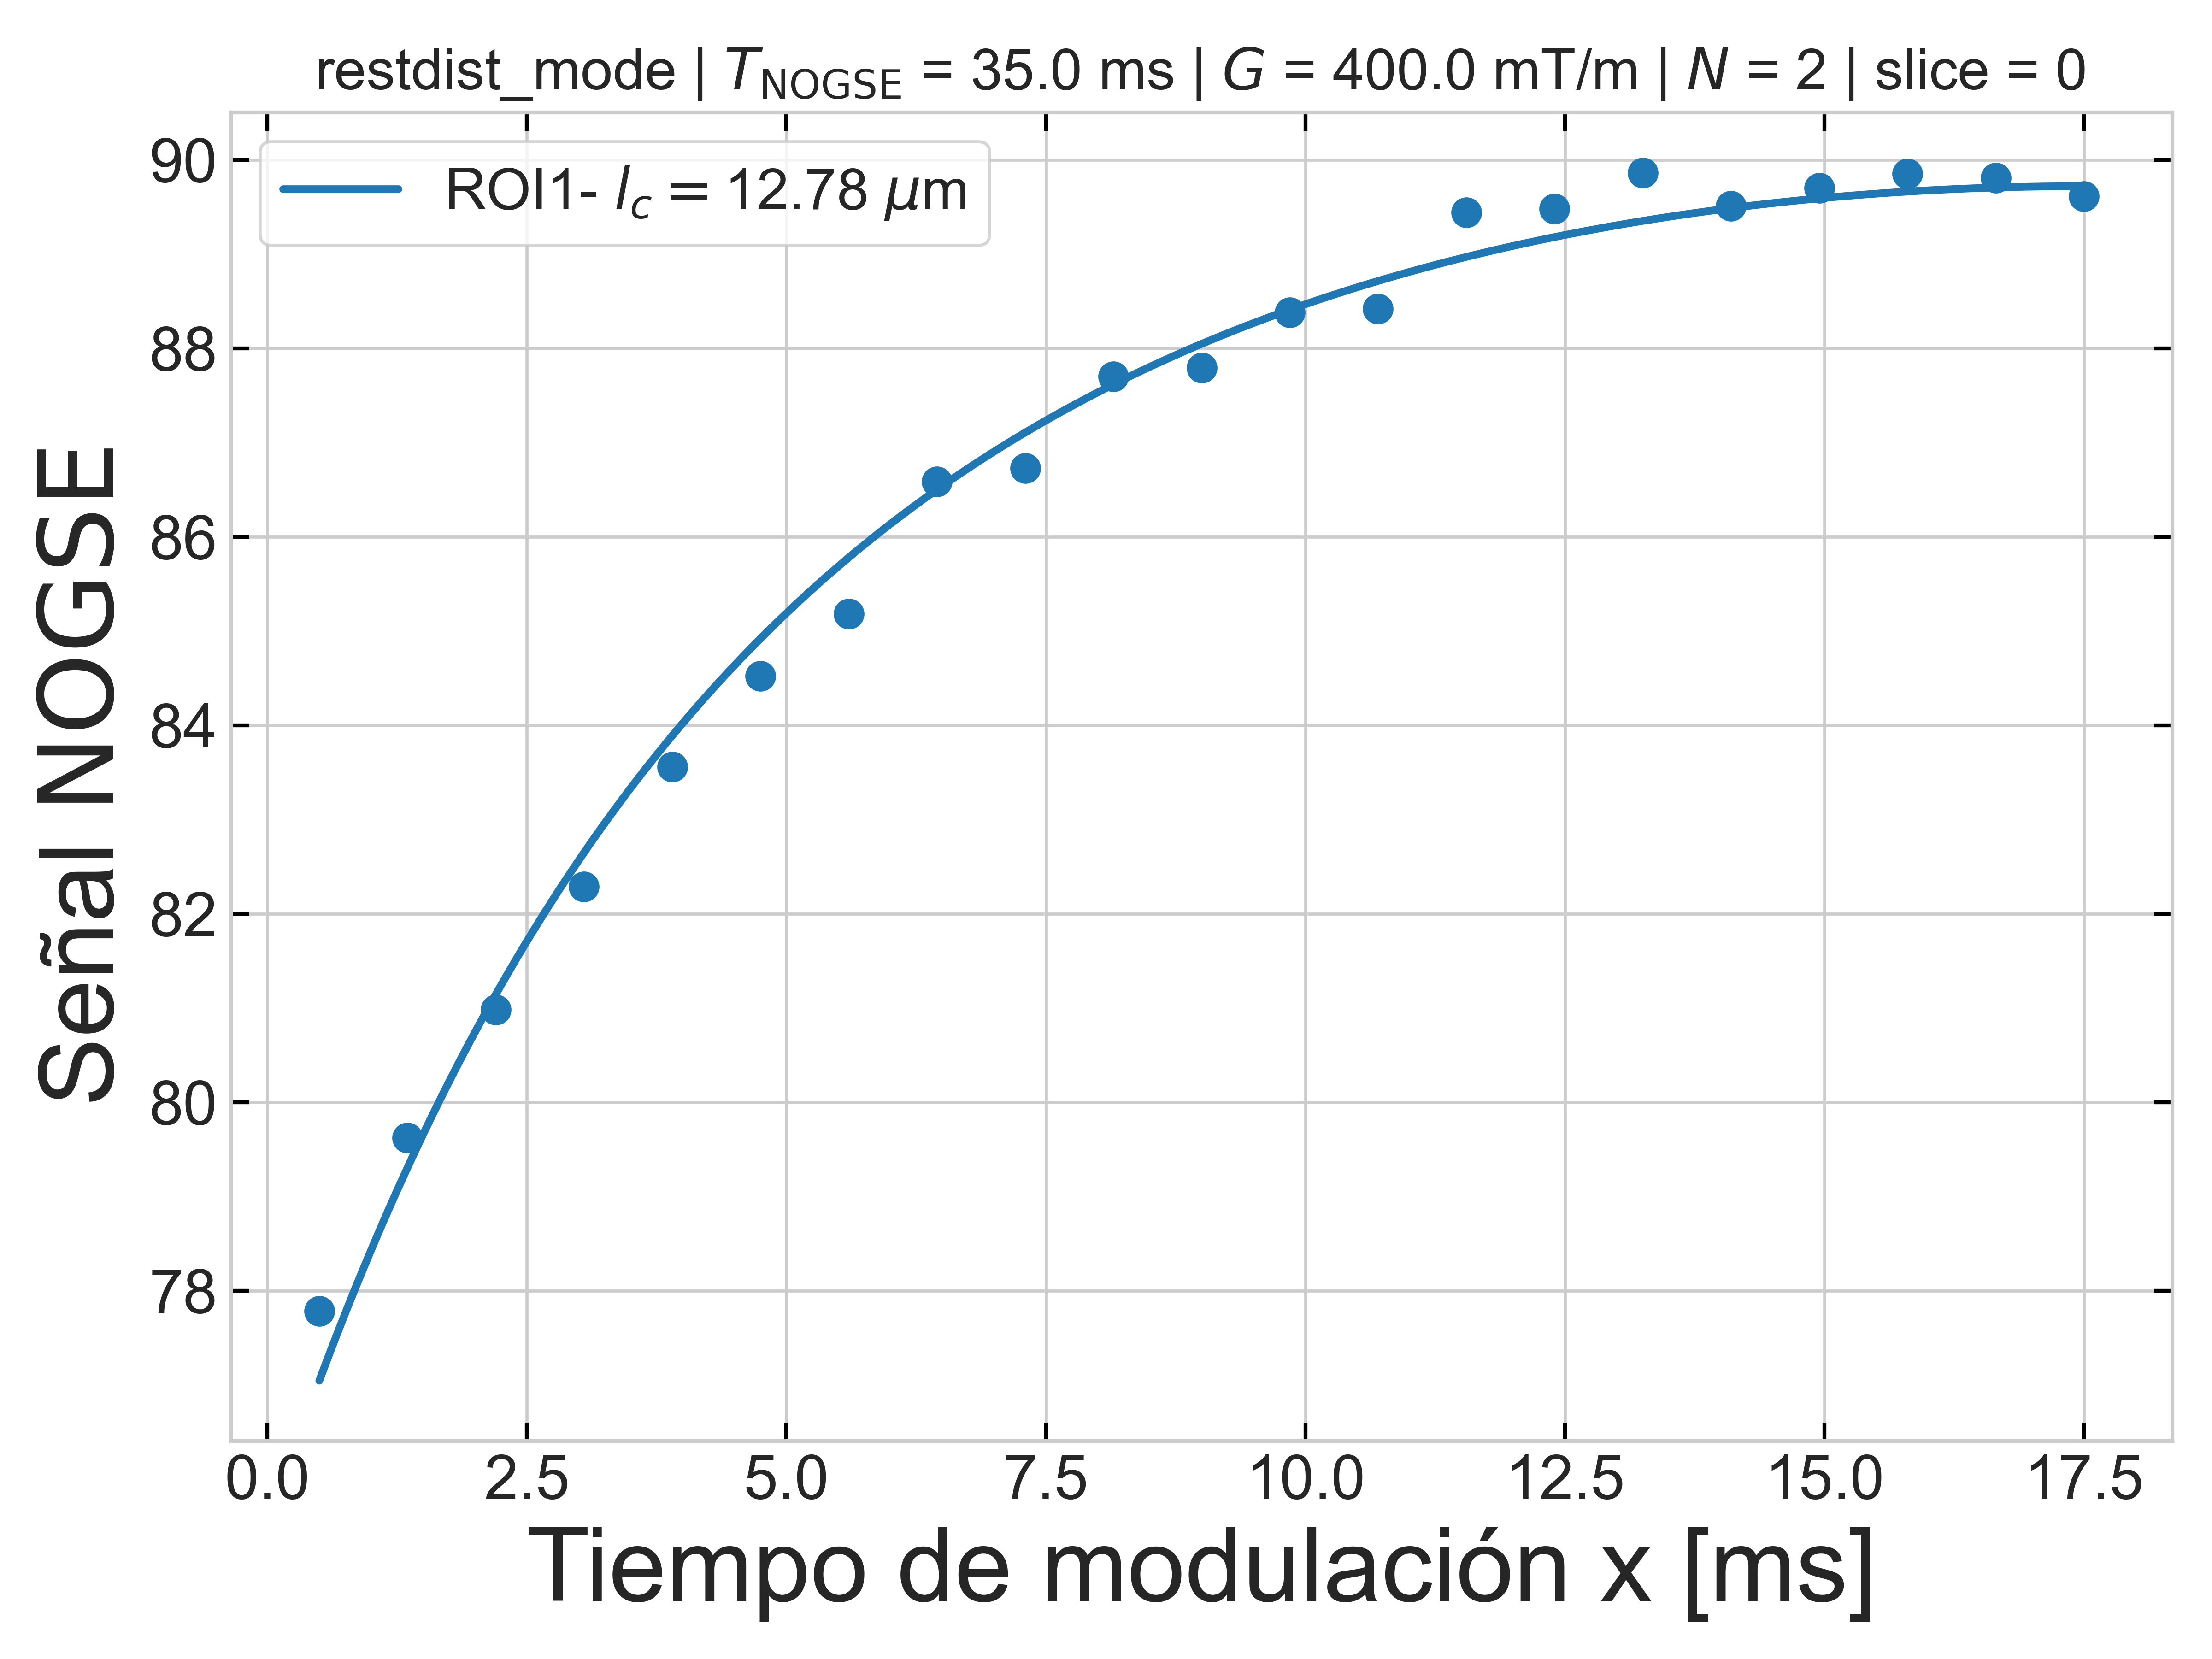 restdist_mode | T_NOGSE = 35.0 ms | G = 400.0 mT/m | N = 2 | slice = 0
ROI1- l_c = 12.78 μm
90
88
86
84
82
80
78
Señal NOGSE
0.0 2.5 5.0 7.5 10.0 12.5 15.0 17.5
Tiempo de modulación x [ms]